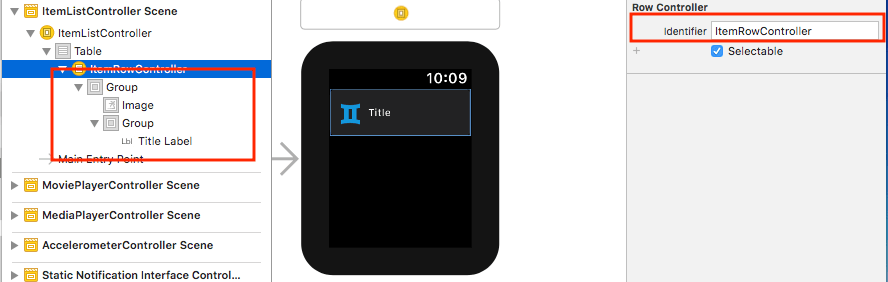 ItemListController Scene
ItemListController
Table
ItemRowController
Group
Image
Group
Lbl Title Label
Main Entry Point
MoviePlayerController Scene
MediaPlayerController Scene
AccelerometerController Scene
Static Notification Interface Control...
10:09
Title
Row Controller
Identifier ItemRowController
+ Selectable